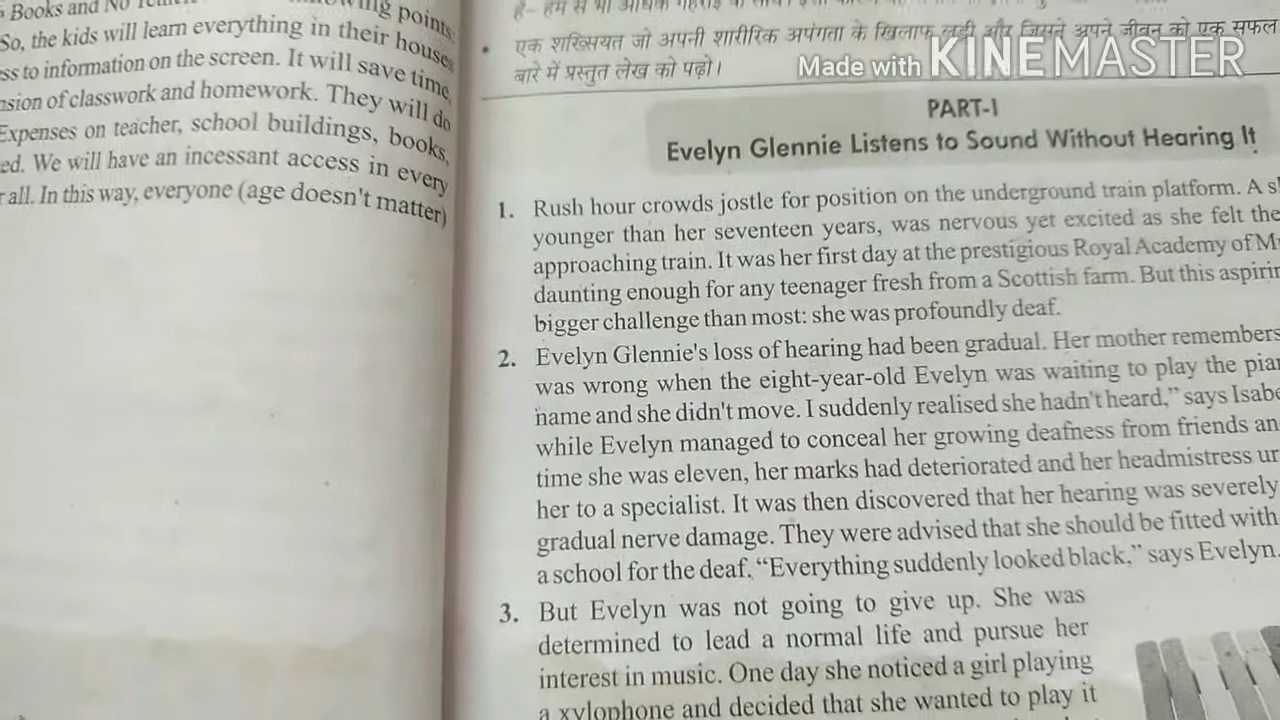 Books and No
points.
So, the kids will learn everything in their houses
ss to information on the screen. It will save time,
nsion of classwork and homework. They will do
Expenses on teacher, school buildings, books,
ed. We will have an incessant access in every
r all. In this way, everyone (age doesn't matter)
एक शख्सियत जो अपनी शारीरिक अपंगता के खिलाफ लड़ी और जिसने अपने जीवन को एक सफल
बारे में प्रस्तुत लेख को पढ़ो।
Made with KINEMASTER
PART-I
Evelyn Glennie Listens to Sound Without Hearing It
1. Rush hour crowds jostle for position on the underground train platform. A sl
younger than her seventeen years, was nervous yet excited as she felt the
approaching train. It was her first day at the prestigious Royal Academy of Mu
daunting enough for any teenager fresh from a Scottish farm. But this aspirin
bigger challenge than most: she was profoundly deaf.
2. Evelyn Glennie's loss of hearing had been gradual. Her mother remembers
was wrong when the eight-year-old Evelyn was waiting to play the pian
name and she didn't move. I suddenly realised she hadn't heard,” says Isabe
while Evelyn managed to conceal her growing deafness from friends an
time she was eleven, her marks had deteriorated and her headmistress ur
her to a specialist. It was then discovered that her hearing was severely
gradual nerve damage. They were advised that she should be fitted with
a school for the deaf. “Everything suddenly looked black,” says Evelyn.
3. But Evelyn was not going to give up. She was
determined to lead a normal life and pursue her
interest in music. One day she noticed a girl playing
a xylophone and decided that she wanted to play it